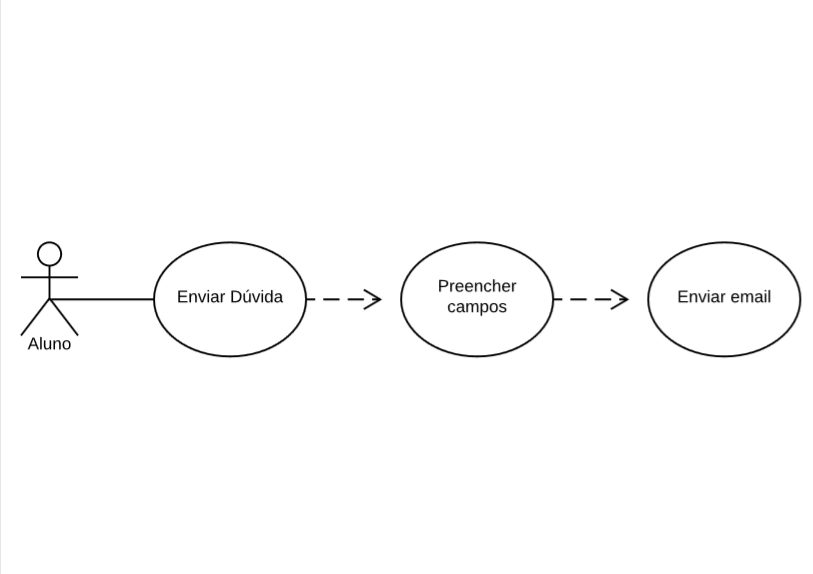 Enviar Dúvida
Preencher
campos
Enviar email
Aluno